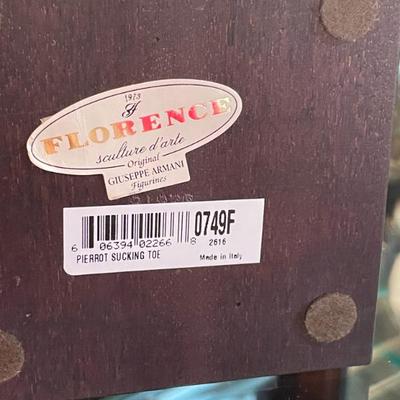 1973
FLORENCE
sculture d'arte
Original
GIUSEPPE ARMANI
Figurines
0749F
6 06394 02266 8 2616
PIERROT SUCKING TOE Made in Italy